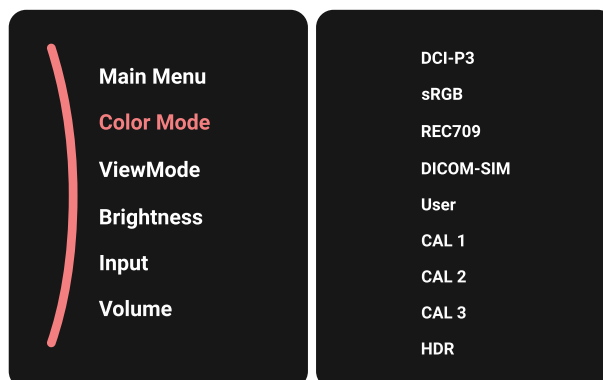 Main Menu
Color Mode
ViewMode
Brightness
Input
Volume
DCI-P3
sRGB
REC709
DICOM-SIM
User
CAL 1
CAL 2
CAL 3
HDR